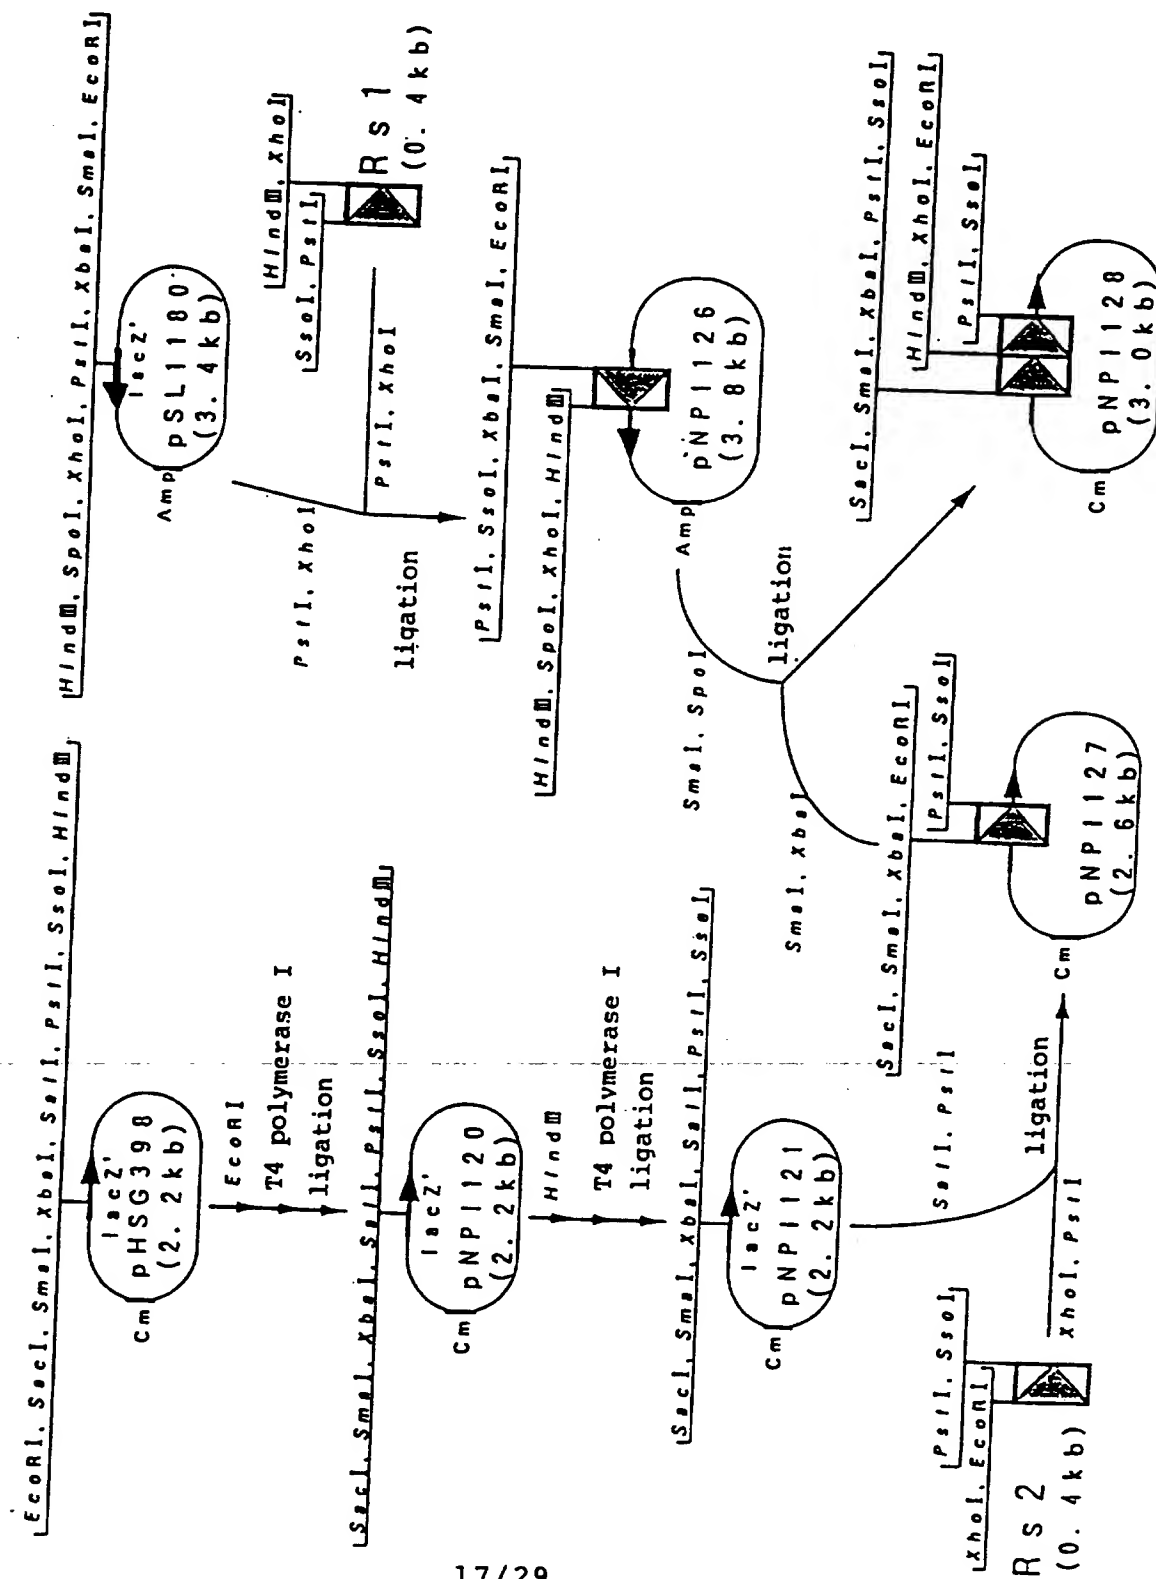 EcoRI, SacI, SmaI, XbaI, SalI, PstI, SseI, HindⅢ
lacZ'
pHSG398
(2. 2kb)
Cm
EcoRI
T4 polymerase I
ligation
SacI, SmaI, XbaI, SalI, PstI, SseI, HindⅢ
lacZ'
pNPI120
(2. 2kb)
Cm
HindⅢ
T4 polymerase I
ligation
SacI, SmaI, XbaI, SalI, PstI, SseI
lacZ'
pNPI121
(2. 2kb)
Cm
SalI, PstI
PstI, SseI
XhoI, EcoRI
Rs2
(0. 4kb)
XhoI, PstI
ligation
SacI, SmaI, XbaI, EcoRI
PstI, SseI
pNPI127
(2. 6kb)
Cm
SmaI, XbaI
HindⅢ, SpeI, XhoI, PstI, XbaI, SmaI, EcoRI
lacZ'
pSL1180
(3. 4kb)
Amp
PstI, XhoI
HindⅢ, XhoI
SseI, PstI
Rs1
(0. 4kb)
PstI, XhoI
ligation
PstI, SseI, XbaI, SmaI, EcoRI
HindⅢ, SpeI, XhoI, HindⅢ
pNPI126
(3. 8kb)
Amp
SmaI, SpeI
ligation
SacI, SmaI, XbaI, PstI, SseI
HindⅢ, XhoI, EcoRI
PstI, SseI
pNPI128
(3. 0kb)
Cm
17/29